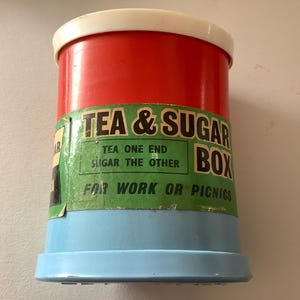 TEA & SUGAR
BOX
TEA ONE END
SUGAR THE OTHER
FOR WORK OR PICNICS